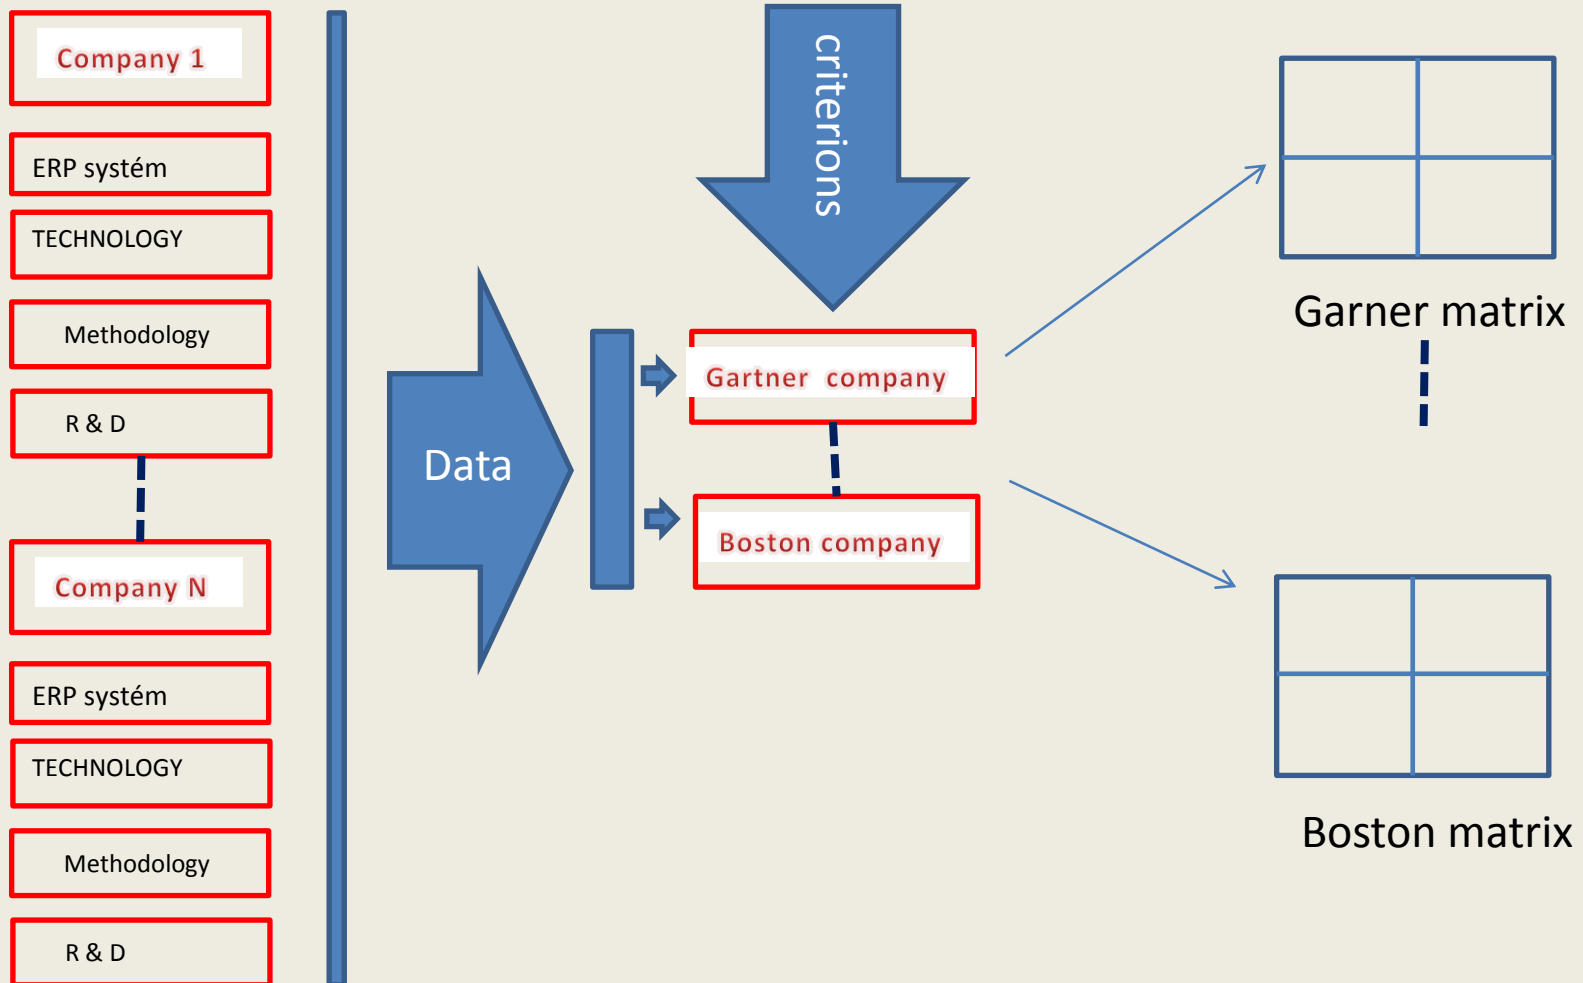 Company 1
ERP systém
TECHNOLOGY
Methodology
R & D
Company N
ERP systém
TECHNOLOGY
Methodology
R & D
Data
criterions
Gartner company
Boston company
Garner matrix
Boston matrix